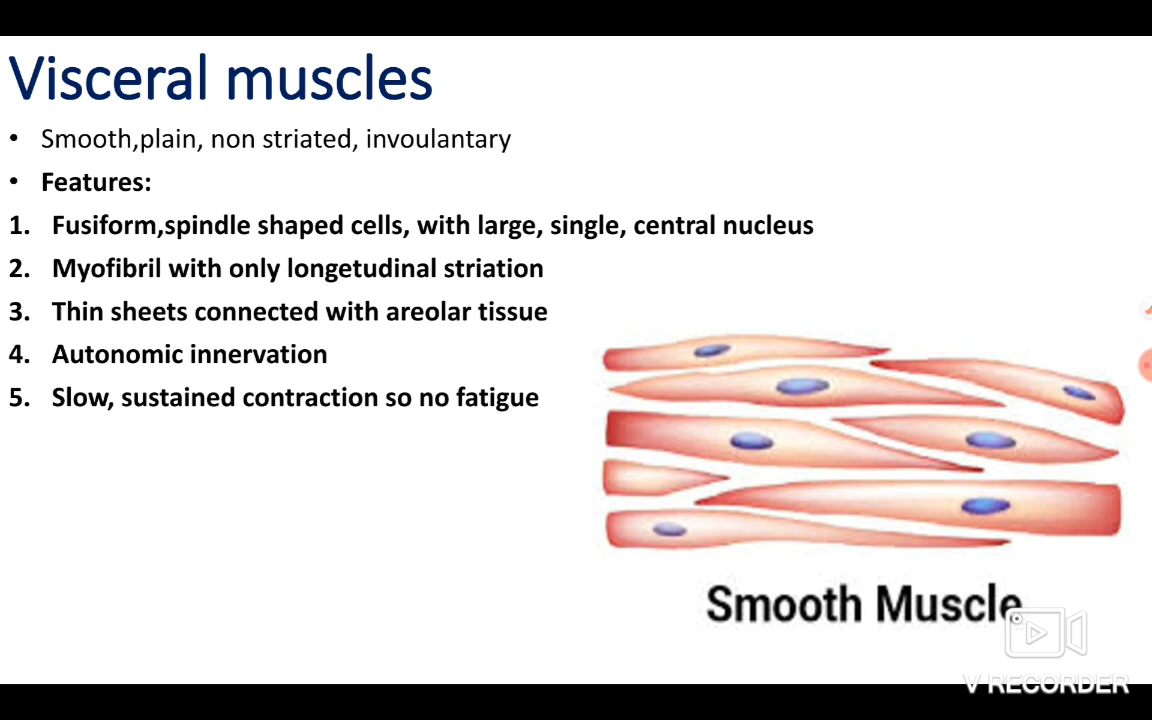 Visceral muscles
• Smooth,plain, non striated, invoulantary
• Features:
1. Fusiform,spindle shaped cells, with large, single, central nucleus
2. Myofibril with only longetudinal striation
3. Thin sheets connected with areolar tissue
4. Autonomic innervation
5. Slow, sustained contraction so no fatigue
Smooth Muscle
V RECORDER